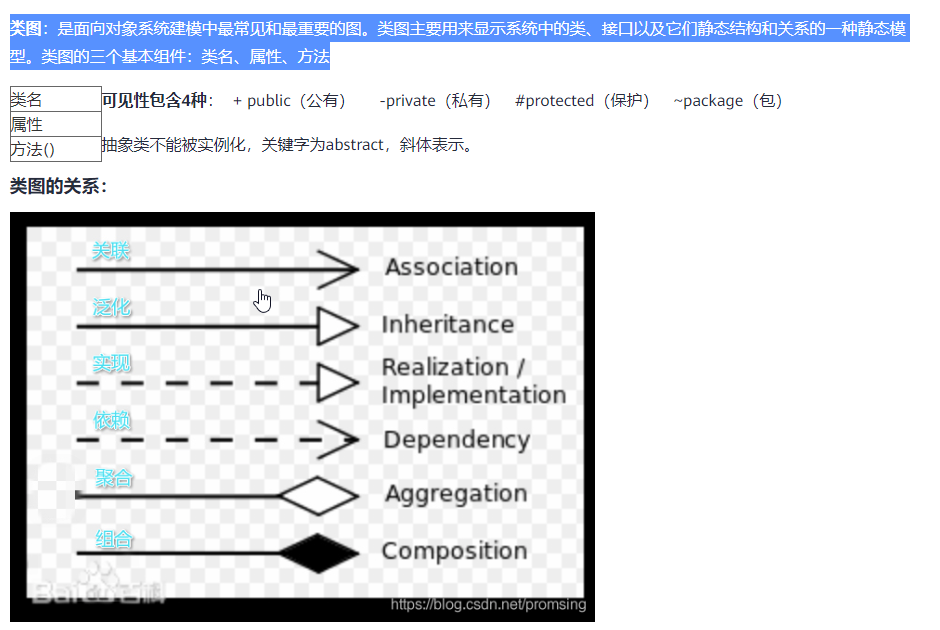 类图：是面向对象系统建模中最常见和最重要的图。类图主要用来显示系统中的类、接口以及它们静态结构和关系的一种静态模
型。类图的三个基本组件：类名、属性、方法
类名
属性
方法()
可见性包含4种： + public（公有） -private（私有） #protected（保护） ~package（包）
抽象类不能被实例化，关键字为abstract，斜体表示。
类图的关系：
关联 Association
泛化 Inheritance
实现 Realization /
Implementation
依赖 Dependency
聚合 Aggregation
组合 Composition
Baidu百科
https://blog.csdn.net/promsing